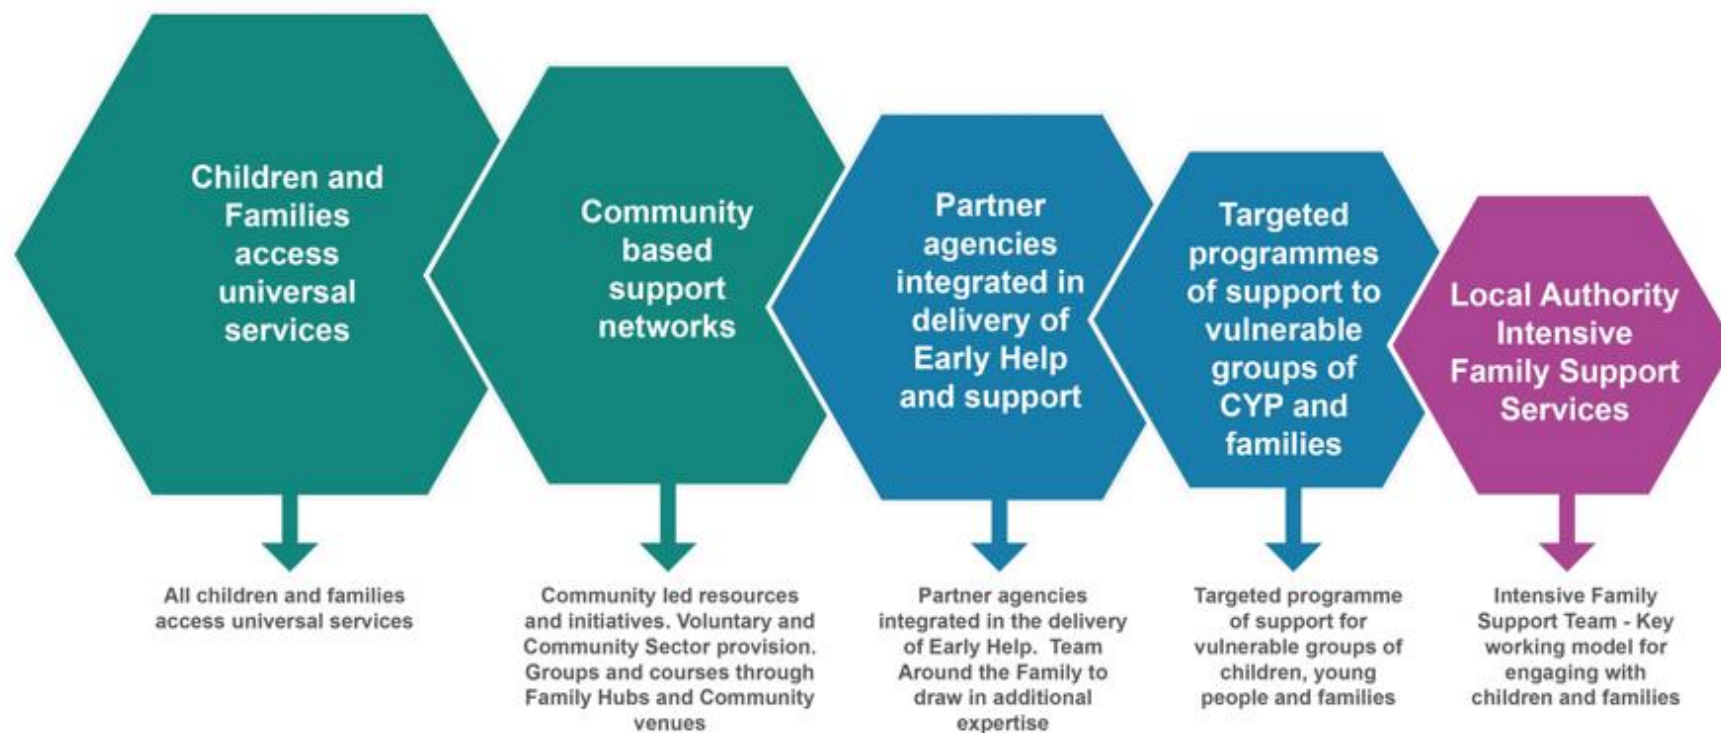 Children and
Families
access
universal
services
Community
based
support
networks
Partner
agencies
integrated in
delivery of
Early Help
and support
Targeted
programmes
of support to
vulnerable
groups of
CYP and
families
Local Authority
Intensive
Family Support
Services
All children and families
access universal services
Community led resources
and initiatives. Voluntary and
Community Sector provision.
Groups and courses through
Family Hubs and Community
venues
Partner agencies
integrated in the delivery
of Early Help. Team
Around the Family to
draw in additional
expertise
Targeted programme
of support for
vulnerable groups of
children, young
people and families
Intensive Family
Support Team - Key
working model for
engaging with
children and families